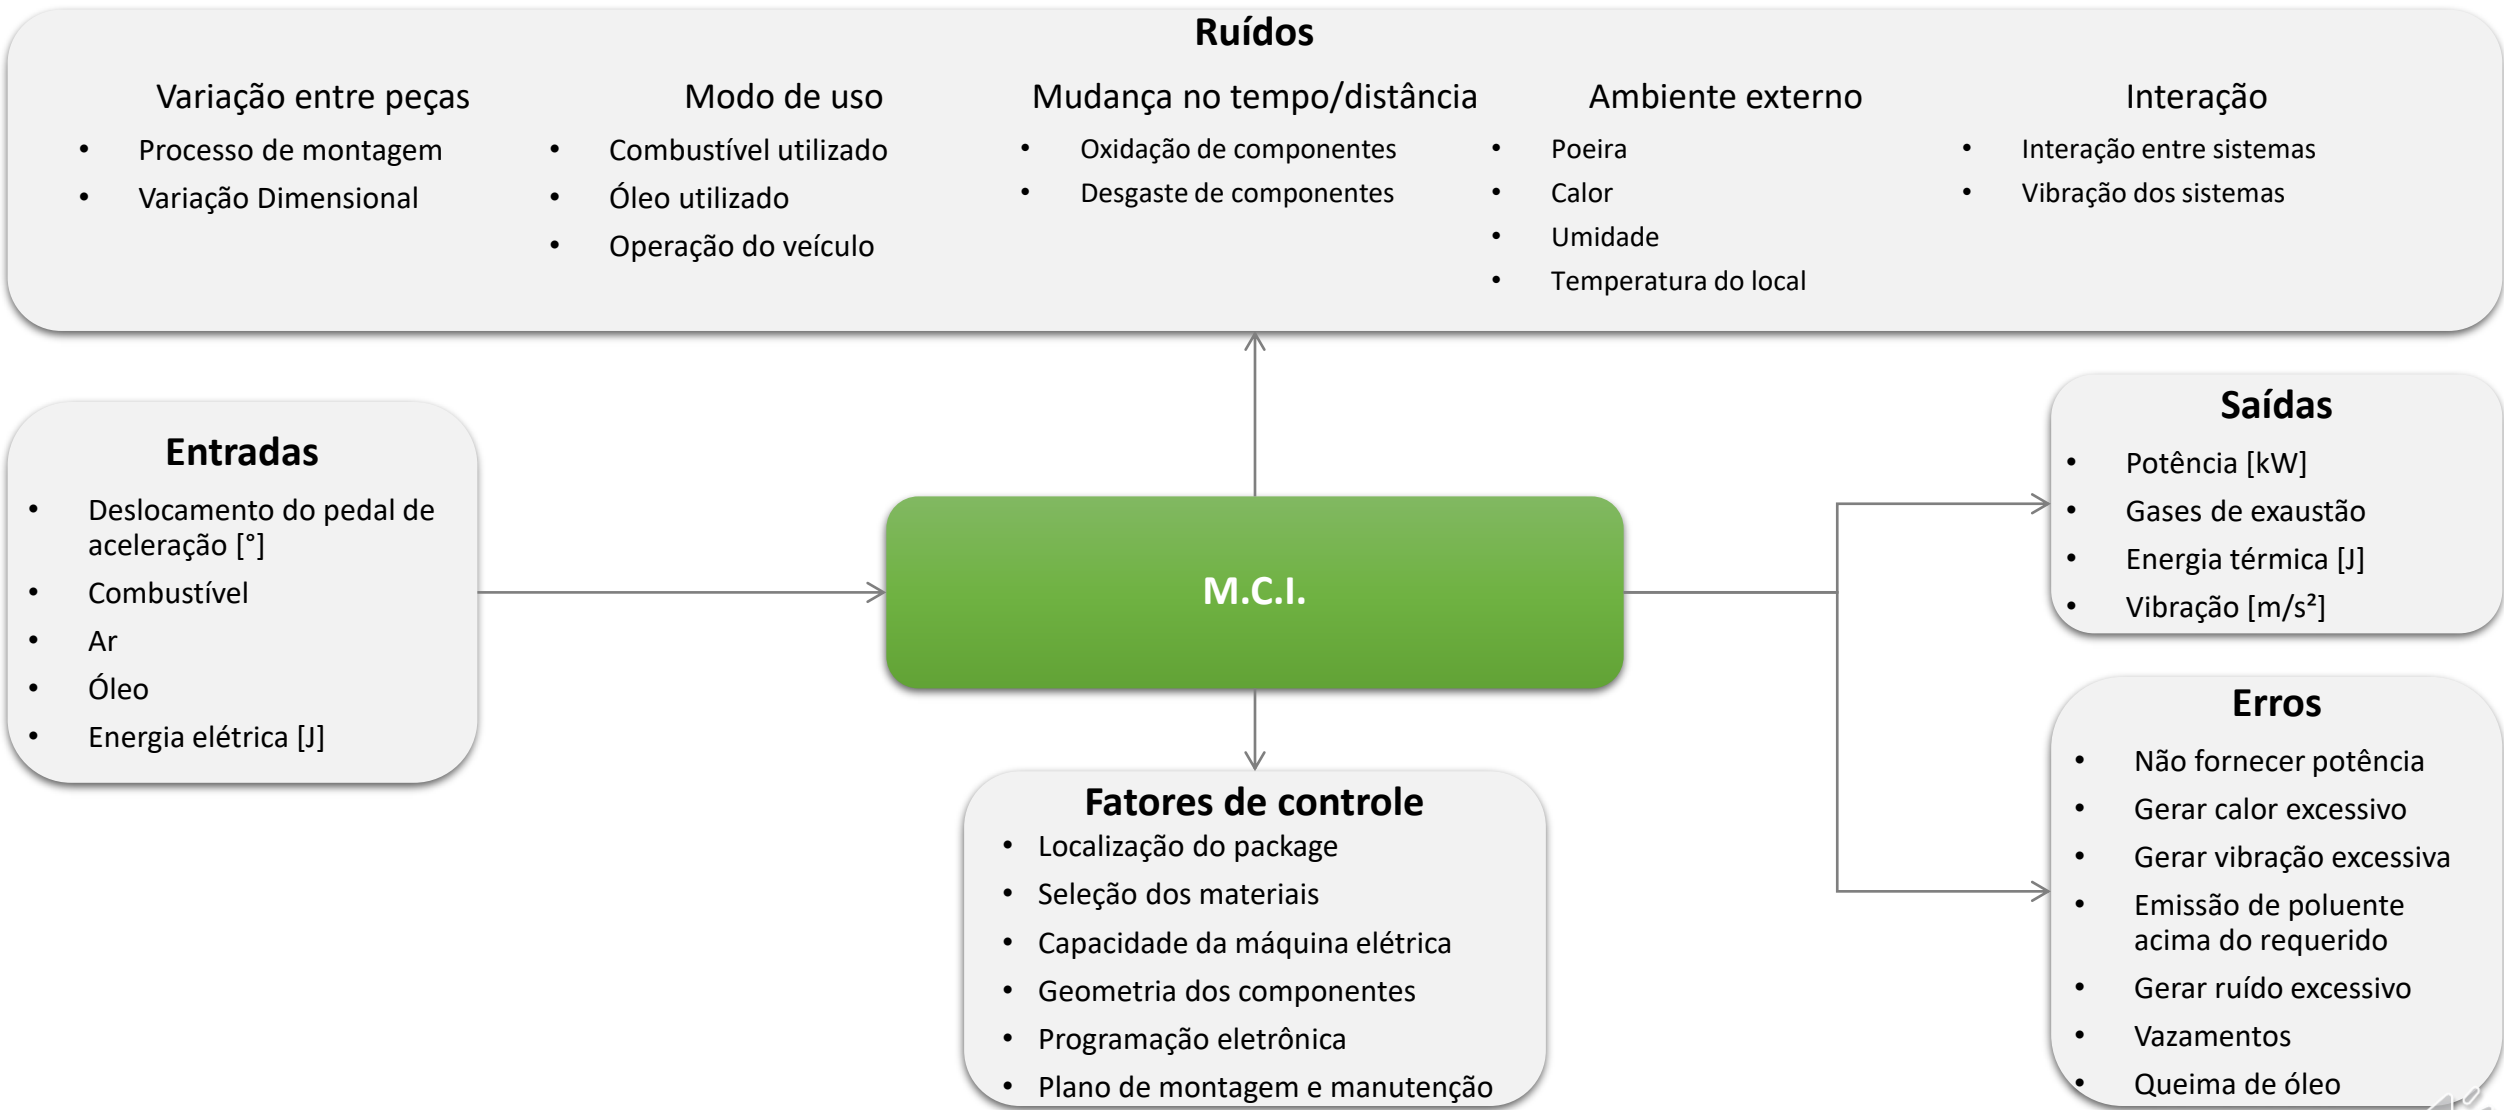 Ruídos
Variação entre peças
• Processo de montagem
• Variação Dimensional
Modo de uso
• Combustível utilizado
• Óleo utilizado
• Operação do veículo
Mudança no tempo/distância
• Oxidação de componentes
• Desgaste de componentes
Ambiente externo
• Poeira
• Calor
• Umidade
• Temperatura do local
Interação
• Interação entre sistemas
• Vibração dos sistemas
Entradas
• Deslocamento do pedal de
aceleração [°]
• Combustível
• Ar
• Óleo
• Energia elétrica [J]
M.C.I.
Saídas
• Potência [kW]
• Gases de exaustão
• Energia térmica [J]
• Vibração [m/s²]
Fatores de controle
• Localização do package
• Seleção dos materiais
• Capacidade da máquina elétrica
• Geometria dos componentes
• Programação eletrônica
• Plano de montagem e manutenção
Erros
• Não fornecer potência
• Gerar calor excessivo
• Gerar vibração excessiva
• Emissão de poluente
acima do requerido
• Gerar ruído excessivo
• Vazamentos
• Queima de óleo